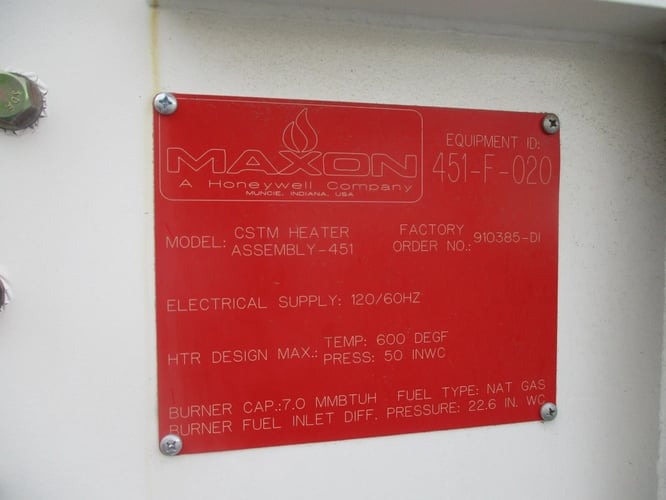 MAXON
A Honeywell Company
MUNCIE, INDIANA, USA
EQUIPMENT ID:
451-F-020
MODEL: CSTM HEATER
ASSEMBLY-451
FACTORY
ORDER NO.: 910385-DI
ELECTRICAL SUPPLY: 120/60HZ
HTR DESIGN MAX.: TEMP: 600 DEGF
PRESS: 50 INWC
BURNER CAP.:7.0 MMBTUH FUEL TYPE: NAT GAS
BURNER FUEL INLET DIFF. PRESSURE: 22.6 IN. WC